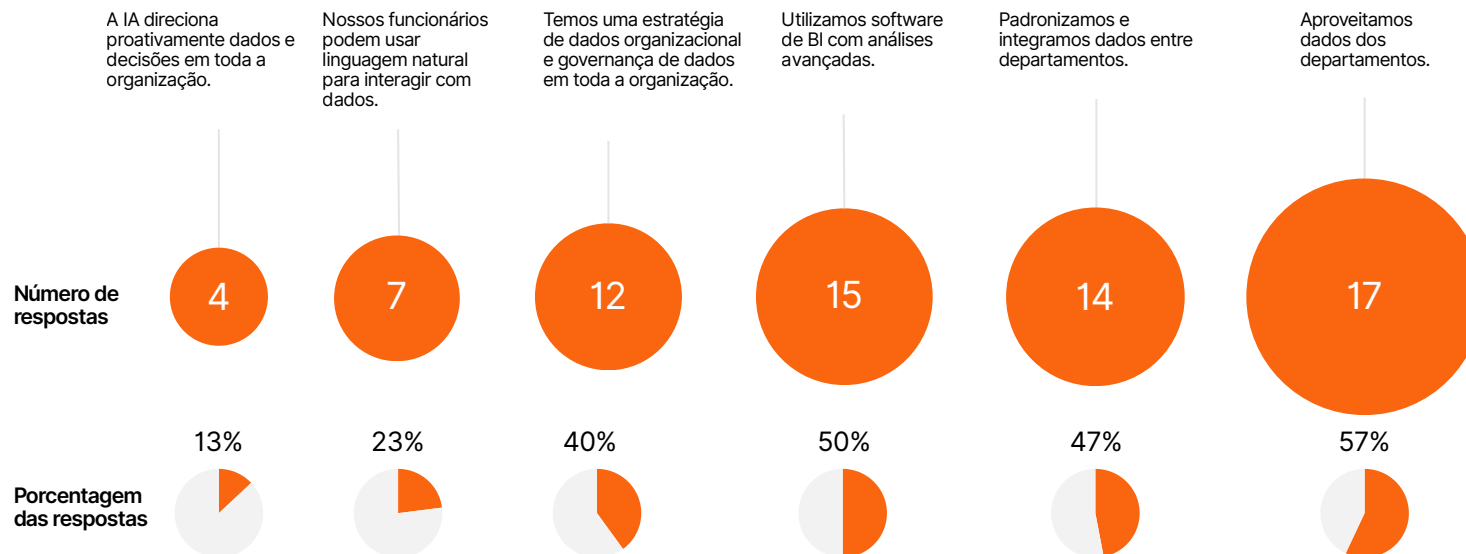 A IA direciona
proativamente dados e
decisões em toda a
organização.
Nossos funcionários
podem usar
linguagem natural
para interagir com
dados.
Temos uma estratégia
de dados organizacional
e governança de dados
em toda a organização.
Utilizamos software
de BI com análises
avançadas.
Padronizamos e
integramos dados entre
departamentos.
Aproveitamos
dados dos
departamentos.
Número de
respostas
4
7
12
15
14
17
13%
23%
40%
50%
47%
57%
Porcentagem
das respostas